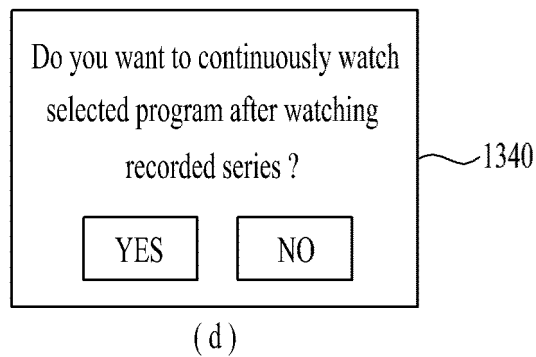 Do you want to continuously watch
selected program after watching
recorded series ?
1340
YES NO
(d)